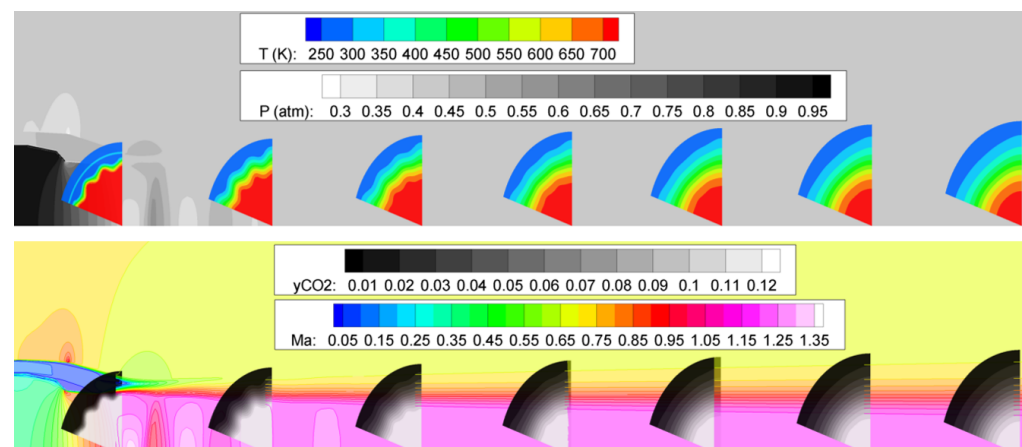 T (K): 250 300 350 400 450 500 550 600 650 700
P (atm): 0.3 0.35 0.4 0.45 0.5 0.55 0.6 0.65 0.7 0.75 0.8 0.85 0.9 0.95
yCO2: 0.01 0.02 0.03 0.04 0.05 0.06 0.07 0.08 0.09 0.1 0.11 0.12
Ma: 0.05 0.15 0.25 0.35 0.45 0.55 0.65 0.75 0.85 0.95 1.05 1.15 1.25 1.35